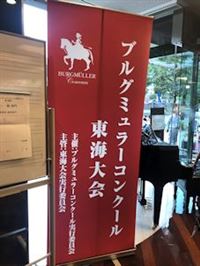 BURGMÜLLER
Concours
ブルグミュラーコンクール
東海大会
主催：ブルグミュラーコンクール実行委員会
主管：東海大会実行委員会